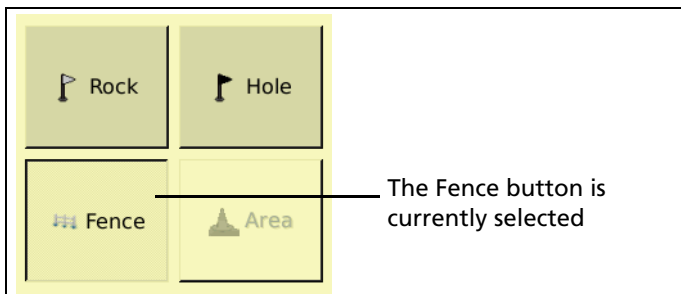 Rock
Hole
Fence
Area
The Fence button is
currently selected